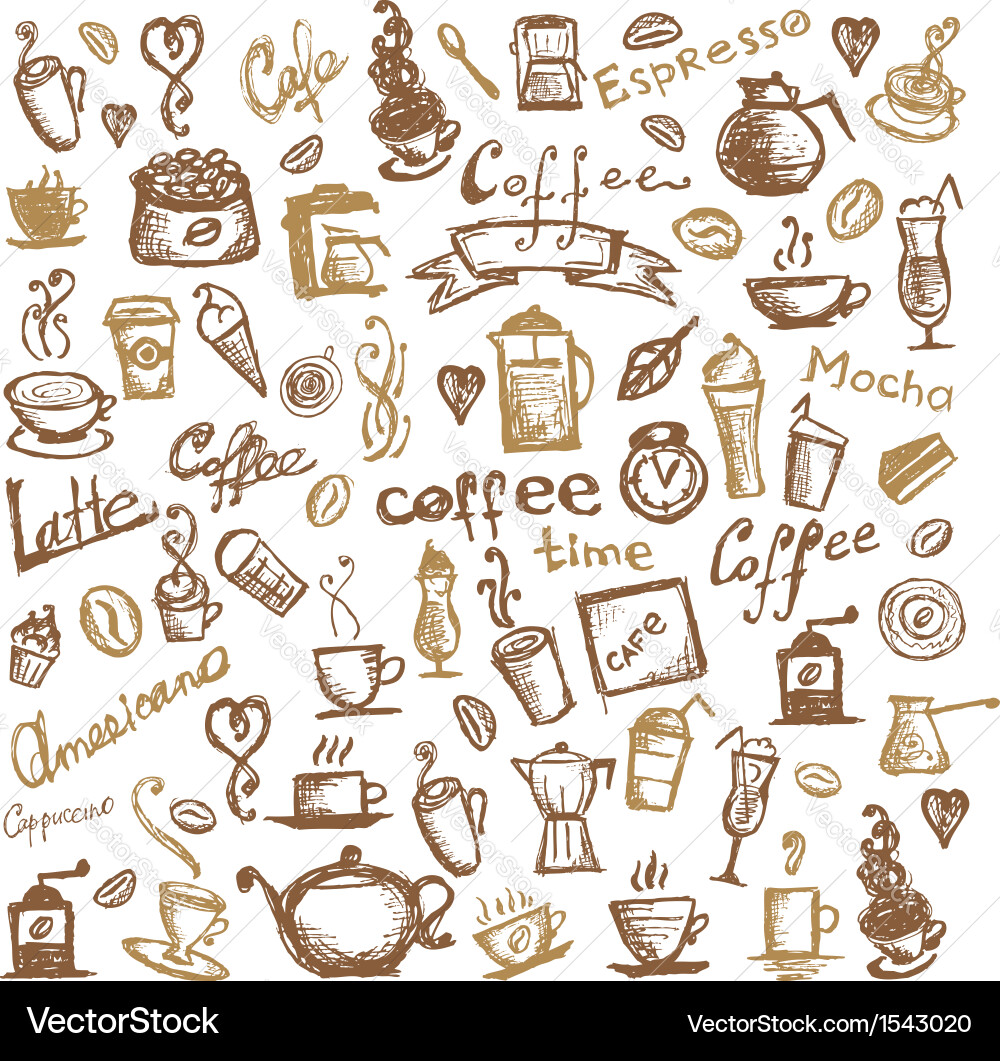 Cafe
Espresso
Coffee
Mocha
Coffee
Latte
coffee
time
Coffee
CAFE
Americano
Cappuccino
VectorStock®
VectorStock.com/1543020